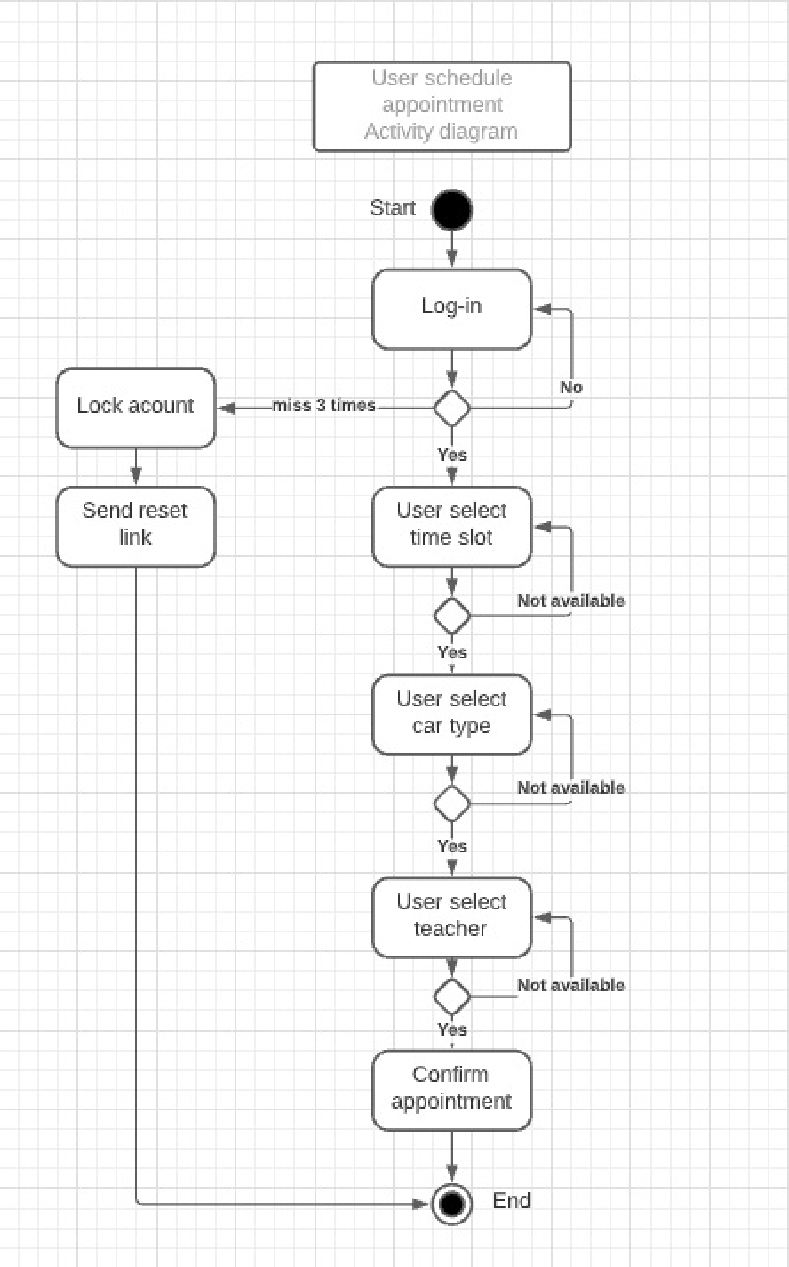 User schedule
appointment
Activity diagram
Start
Log-in
No
Lock acount
miss 3 times
Yes
Send reset
link
User select
time slot
Not available
Yes
User select
car type
Not available
Yes
User select
teacher
Not available
Yes
Confirm
appointment
End